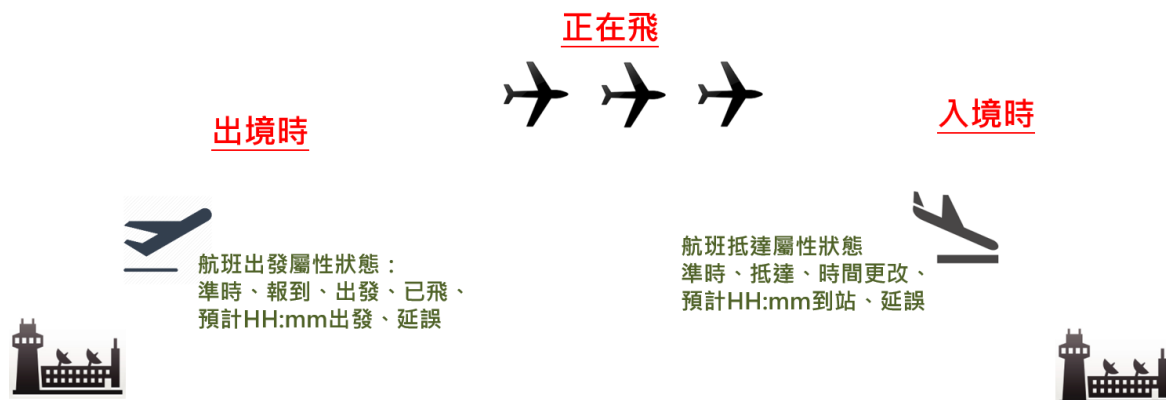 正在飛
出境時
入境時
航班出發屬性狀態：
準時、報到、出發、已飛、
預計HH:mm出發、延誤
航班抵達屬性狀態
準時、抵達、時間更改、
預計HH:mm到站、延誤